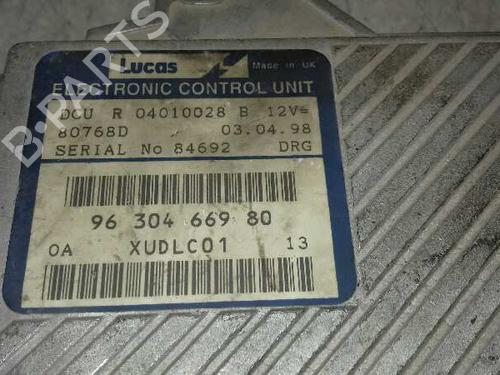 B-PARTS
Lucas Made in UK
ELECTRONIC CONTROL UNIT
DCU R 04010028 B 12V=
80768D 03.04.98
SERIAL No 84692 DRG
96 304 669 80
OA XUDLC01 13